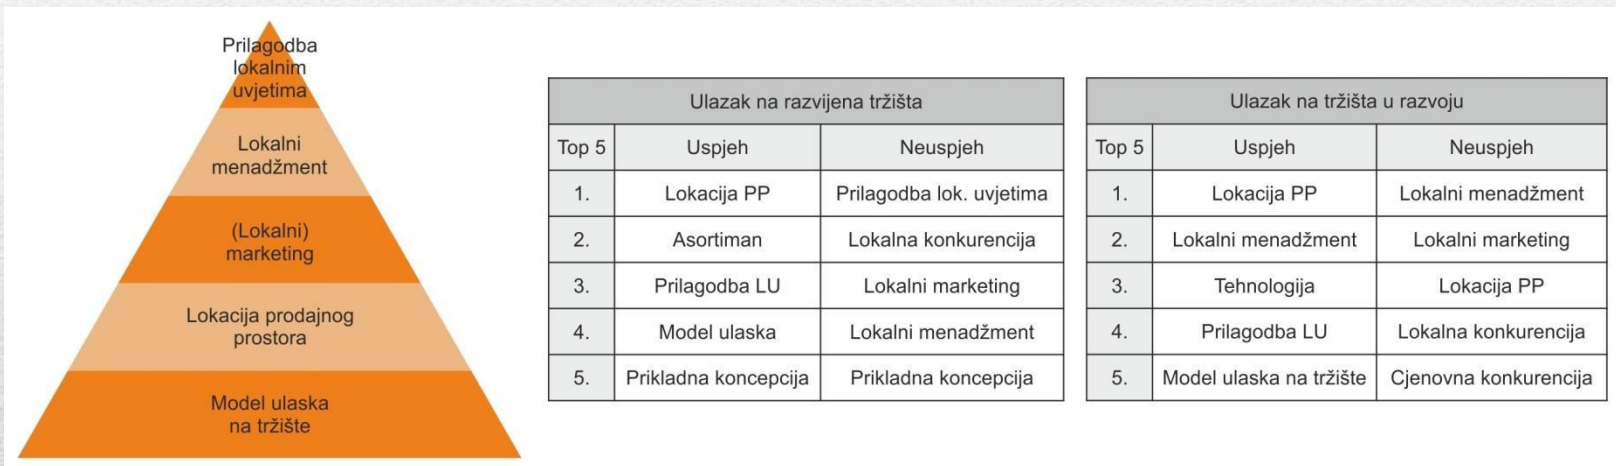 Prilagodba
lokalnim
uvjetima
Lokalni
menadžment
(Lokalni)
marketing
Lokacija prodajnog
prostora
Model ulaska
na tržište
Ulazak na razvijena tržišta
Top 5 Uspjeh Neuspjeh
1. Lokacija PP Prilagodba lok. uvjetima
2. Asortiman Lokalna konkurencija
3. Prilagodba LU Lokalni marketing
4. Model ulaska Lokalni menadžment
5. Prikladna koncepcija Prikladna koncepcija
Ulazak na tržišta u razvoju
Top 5 Uspjeh Neuspjeh
1. Lokacija PP Lokalni menadžment
2. Lokalni menadžment Lokalni marketing
3. Tehnologija Lokacija PP
4. Prilagodba LU Lokalna konkurencija
5. Model ulaska na tržište Cjenovna konkurencija